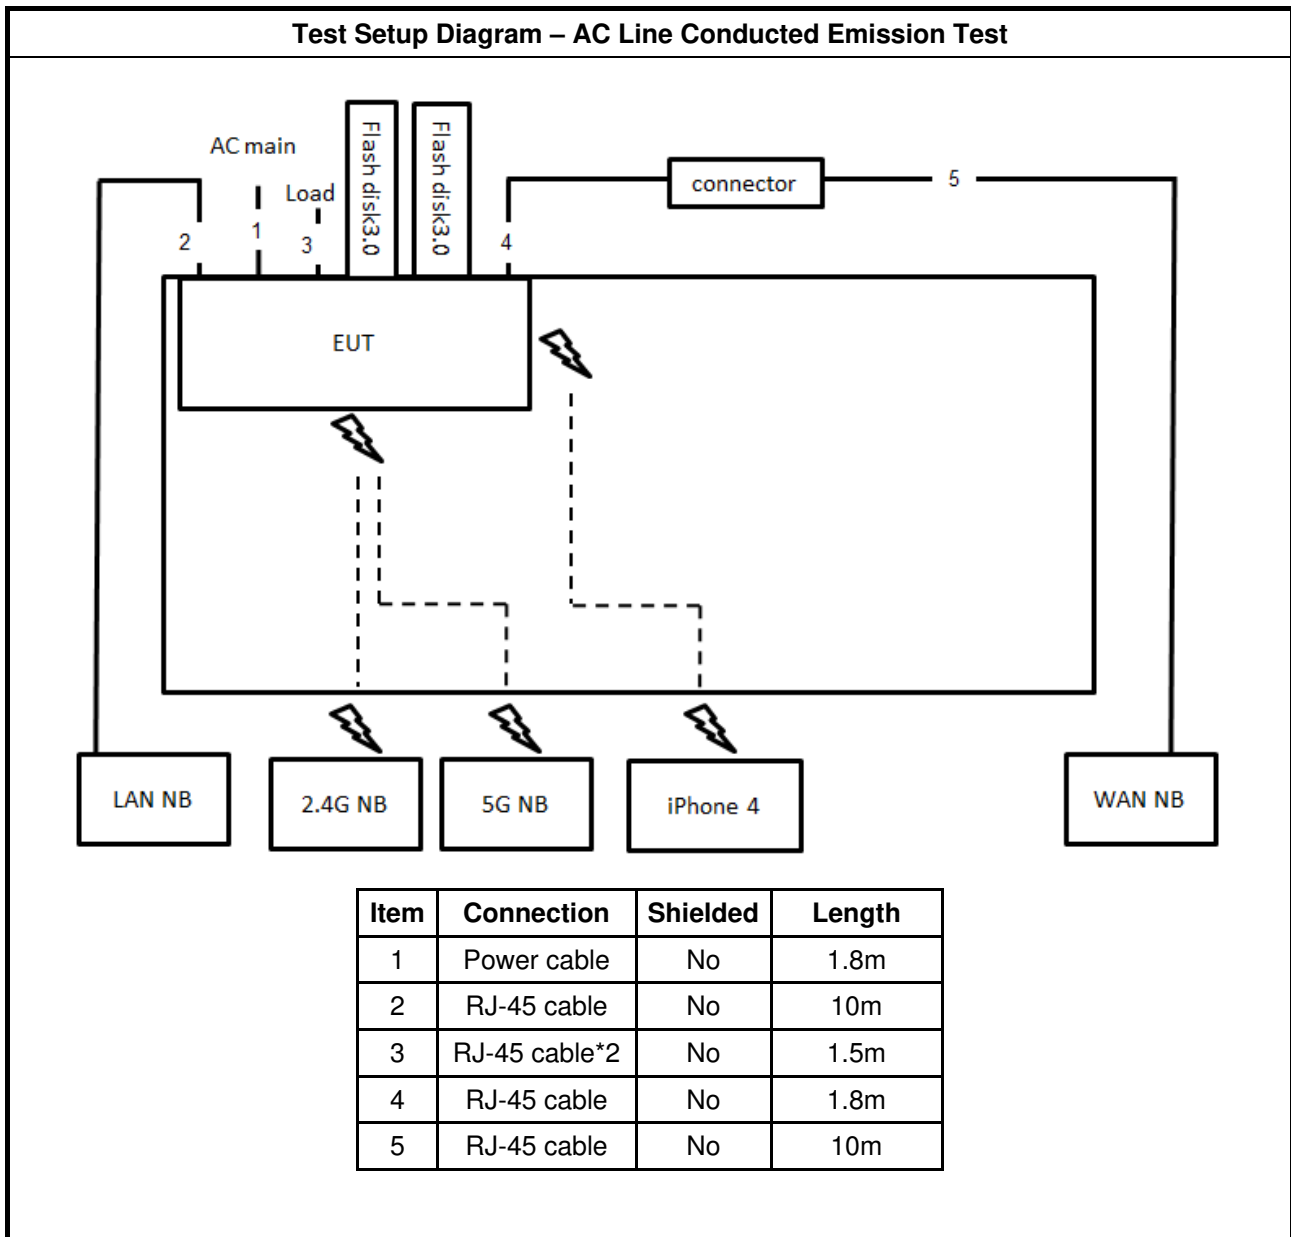 Test Setup Diagram – AC Line Conducted Emission Test
AC main
Load
Flash disk3.0
Flash disk3.0
connector
5
2
1
3
4
EUT
LAN NB
2.4G NB
5G NB
iPhone 4
WAN NB
Item Connection Shielded Length
1 Power cable No 1.8m
2 RJ-45 cable No 10m
3 RJ-45 cable*2 No 1.5m
4 RJ-45 cable No 1.8m
5 RJ-45 cable No 10m